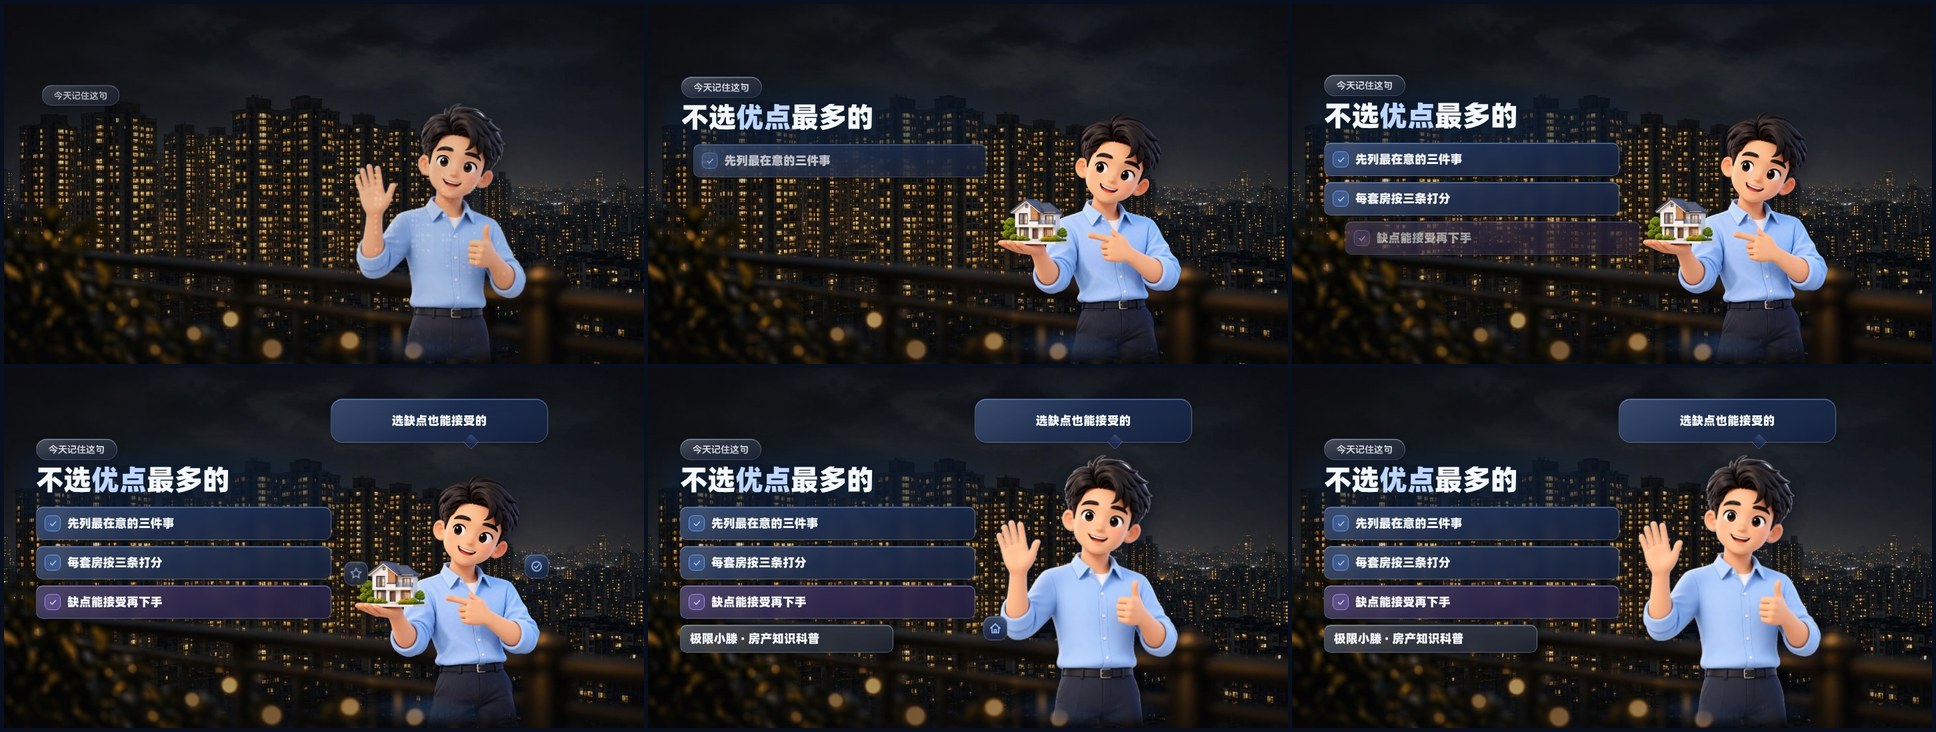 今天记住这句
今天记住这句
不选优点最多的
先列最在意的三件事
今天记住这句
不选优点最多的
先列最在意的三件事
每套房按三条打分
缺点能接受再下手
选缺点也能接受的
今天记住这句
不选优点最多的
先列最在意的三件事
每套房按三条打分
缺点能接受再下手
选缺点也能接受的
今天记住这句
不选优点最多的
先列最在意的三件事
每套房按三条打分
缺点能接受再下手
极限小滕·房产知识科普
选缺点也能接受的
今天记住这句
不选优点最多的
先列最在意的三件事
每套房按三条打分
缺点能接受再下手
极限小滕·房产知识科普